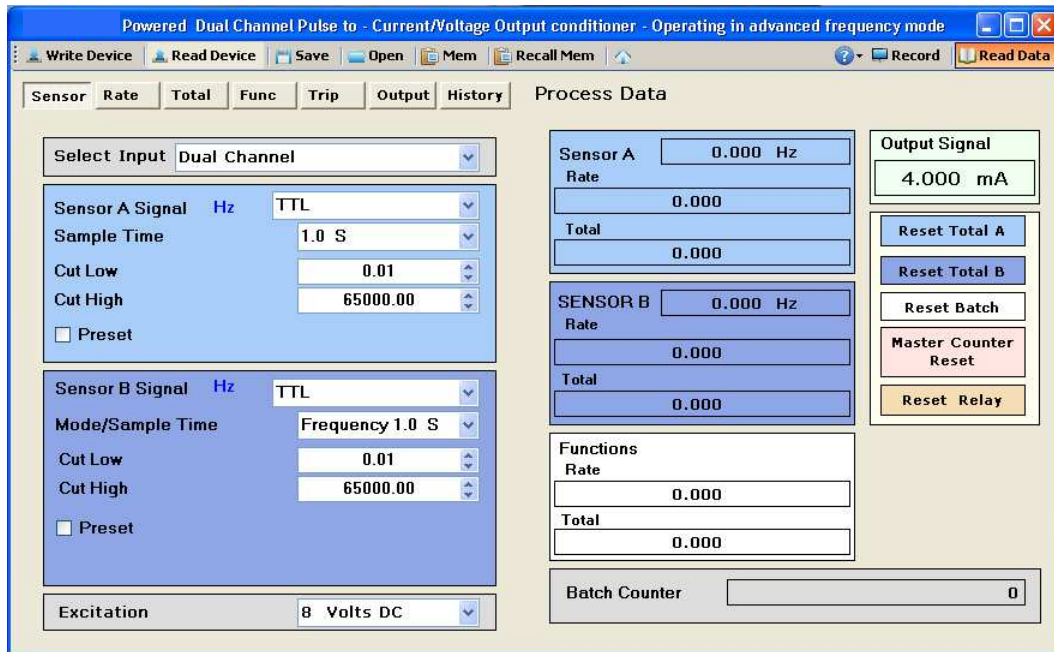 Powered Dual Channel Pulse to - Current/Voltage Output conditioner - Operating in advanced frequency mode
Write Device Read Device Save Open Mem Recall Mem ? Record Read Data
Sensor Rate Total Func Trip Output History
Process Data
Select Input Dual Channel
Sensor A Signal Hz TTL
Sample Time 1.0 S
Cut Low 0.01
Cut High 65000.00
Preset
Sensor B Signal Hz TTL
Mode/Sample Time Frequency 1.0 S
Cut Low 0.01
Cut High 65000.00
Preset
Excitation 8 Volts DC
Sensor A 0.000 Hz
Rate
0.000
Total
0.000
SENSOR B 0.000 Hz
Rate
0.000
Total
0.000
Functions
Rate
0.000
Total
0.000
Batch Counter 0
Output Signal
4.000 mA
Reset Total A
Reset Total B
Reset Batch
Master Counter
Reset
Reset Relay